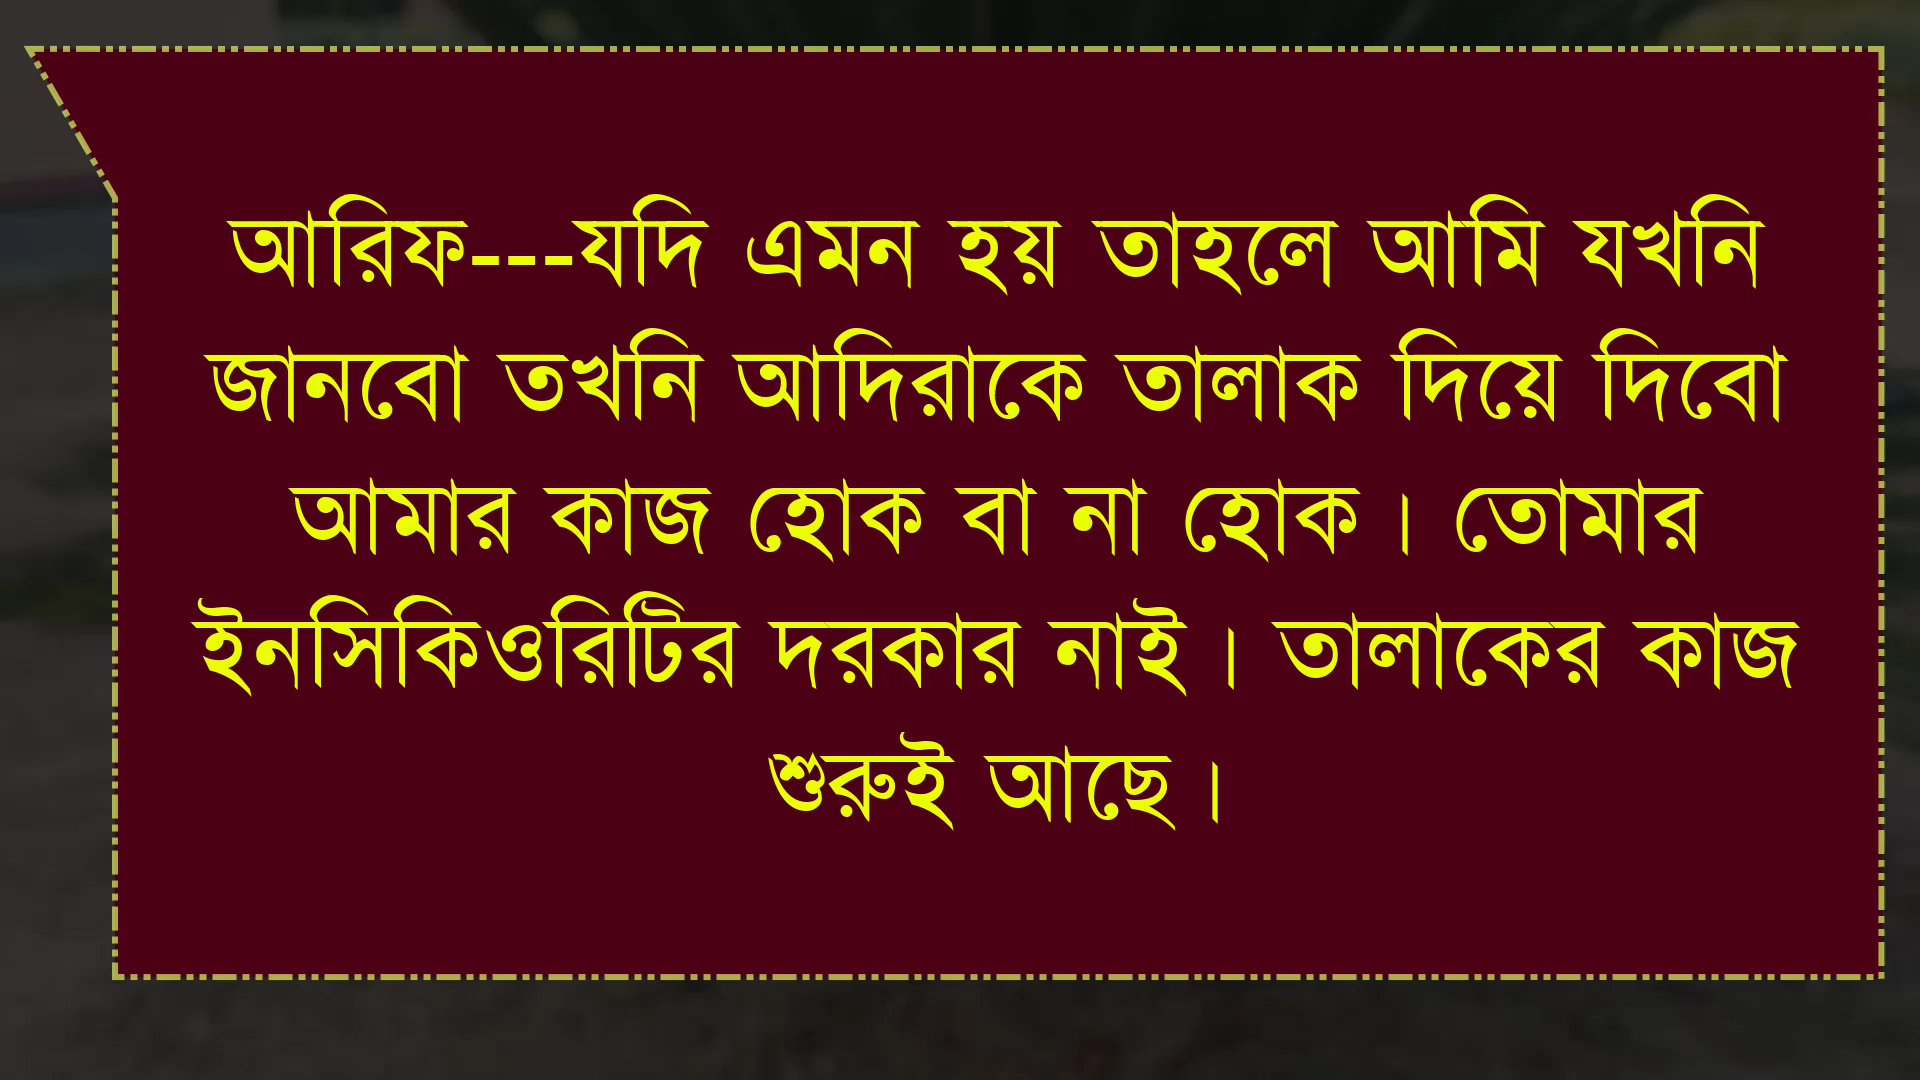 আরিফ---যদি এমন হয় তাহলে আমি যখনি
জানবো তখনি আদিরাকে তালাক দিয়ে দিবো
আমার কাজ হোক বা না হোক। তোমার
ইনসিকিওরিটির দরকার নাই। তালাকের কাজ
শুরুই আছে।